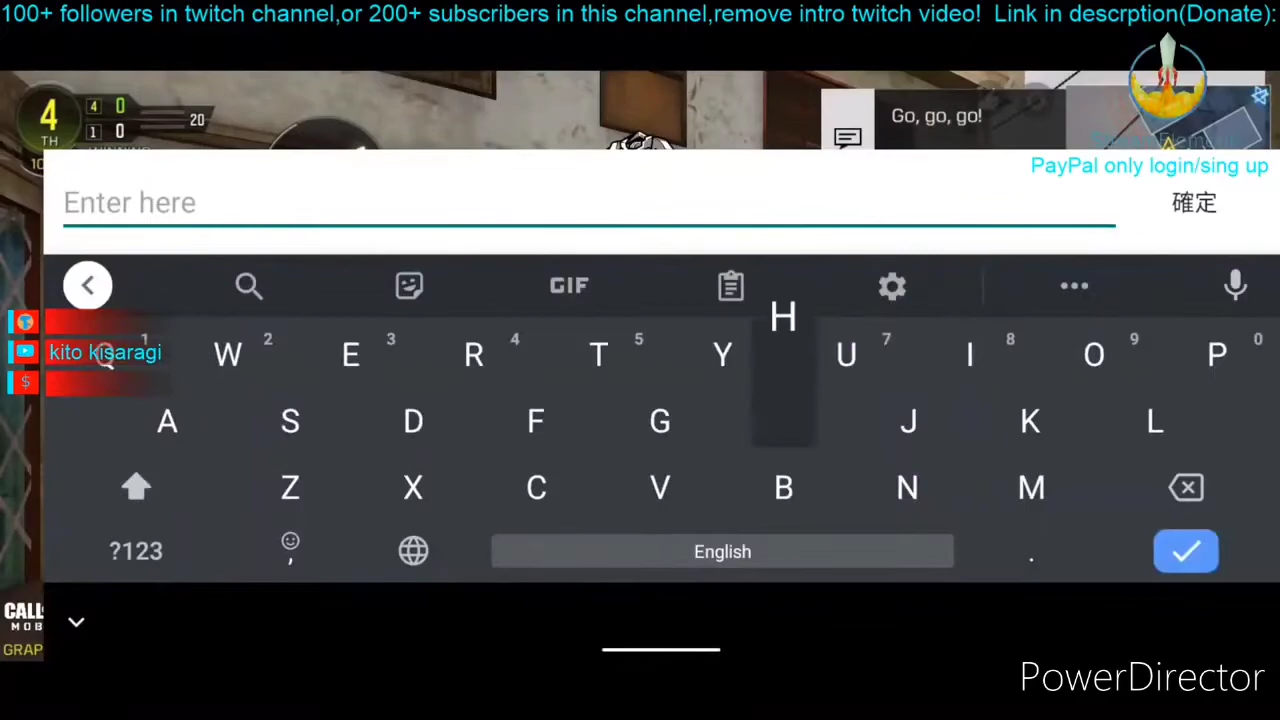 100+ followers in twitch channel,or 200+ subscribers in this channel,remove intro twitch video!  Link in descrption(Donate):
4
TH
4 0
1 0
20
10
Go, go, go!
PayPal only login/sing up
Enter here
確定
GIF
kito kisaragi
Q 1 W 2 E 3 R 4 T 5 Y U 7 I 8 O 9 P 0
A S D F G H J K L
Z X C V B N M
?123 , English .
CALL
MOB
GRAP
PowerDirector